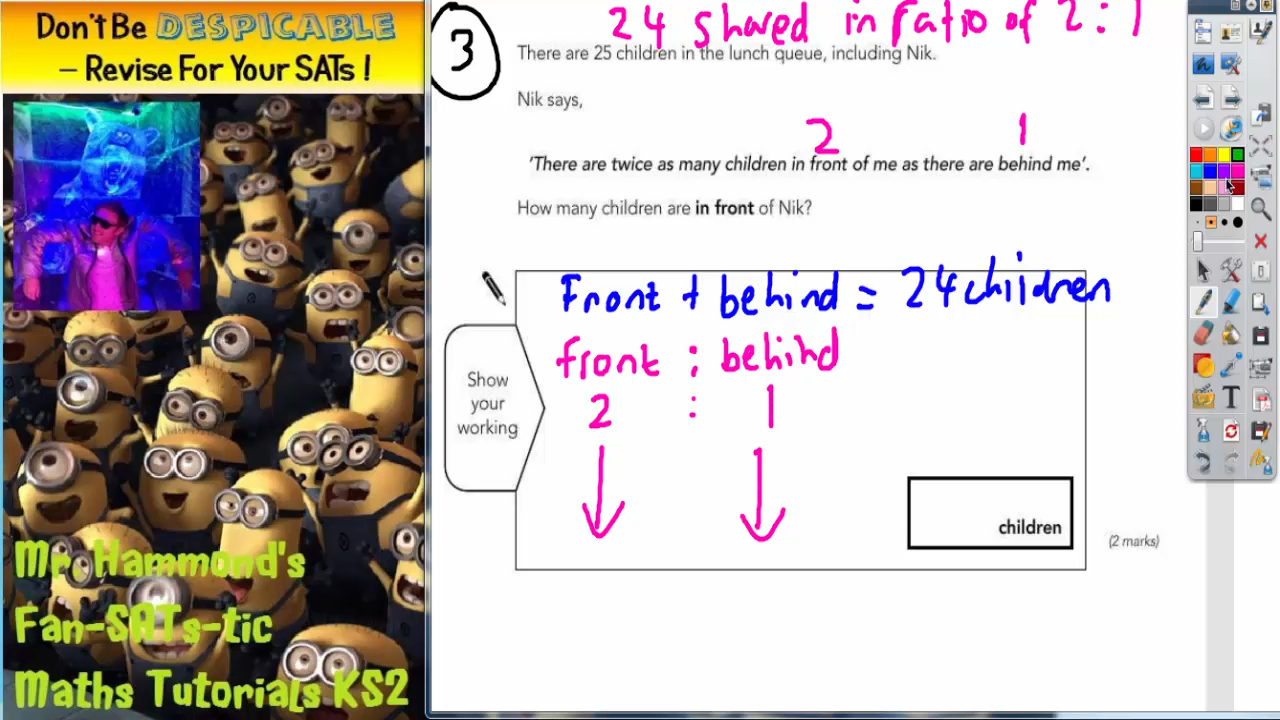 Don't Be DESPICABLE
– Revise For Your SATs !
Mr. Hammond's
Fan-SATs-tic
Maths Tutorials KS2
24 shared in ratio of 2 : 1
3
There are 25 children in the lunch queue, including Nik.
Nik says,
2 1
'There are twice as many children in front of me as there are behind me'.
How many children are in front of Nik?
Front + behind = 24 children
front : behind
2 : 1
Show
your
working
children
(2 marks)